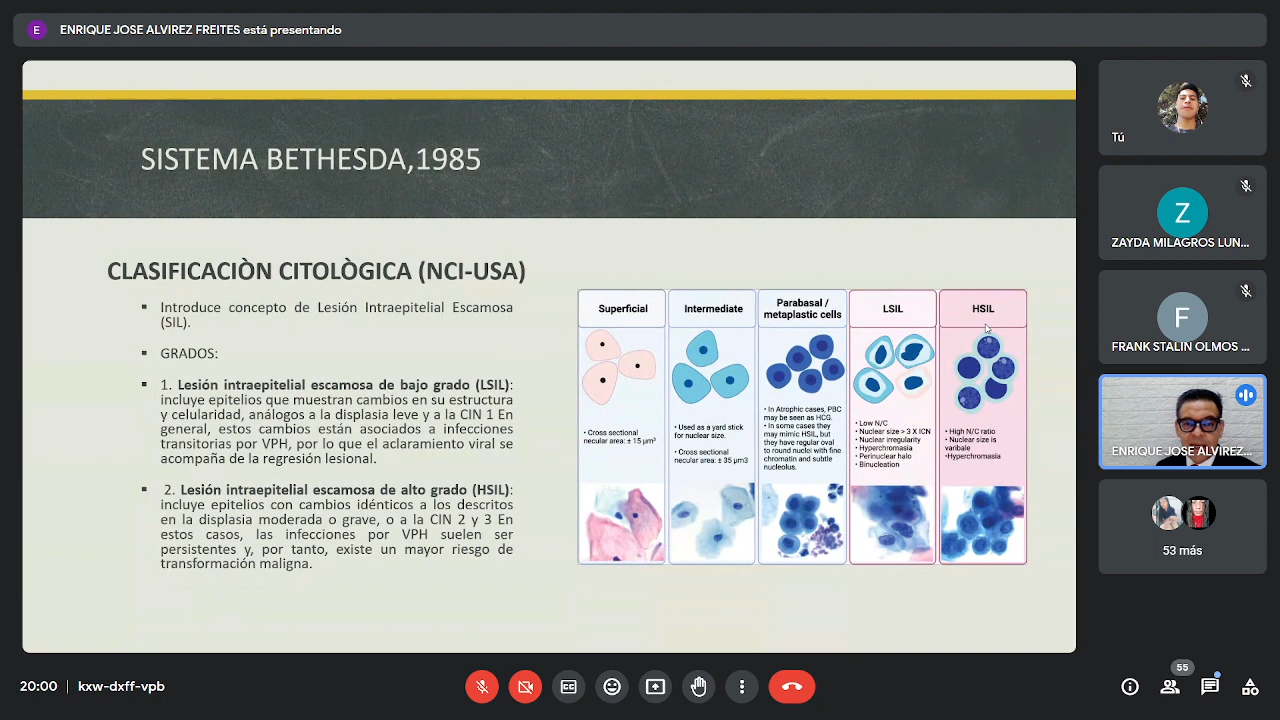 E
ENRIQUE JOSE ALVIREZ FREITES está presentando
SISTEMA BETHESDA,1985
CLASIFICACIÒN CITOLÒGICA (NCI-USA)
▪ Introduce concepto de Lesión Intraepitelial Escamosa
(SIL).
▪ GRADOS:
▪ 1. Lesión intraepitelial escamosa de bajo grado (LSIL):
incluye epitelios que muestran cambios en su estructura
y celularidad, análogos a la displasia leve y a la CIN 1 En
general, estos cambios están asociados a infecciones
transitorias por VPH, por lo que el aclaramiento viral se
acompaña de la regresión lesional.
▪ 2. Lesión intraepitelial escamosa de alto grado (HSIL):
incluye epitelios con cambios idénticos a los descritos
en la displasia moderada o grave, o a la CIN 2 y 3 En
estos casos, las infecciones por VPH suelen ser
persistentes y, por tanto, existe un mayor riesgo de
transformación maligna.
Superficial
• Cross sectional
necular area: ± 15 µm³
Intermediate
• Used as a yard stick
for nuclear size.
• Cross sectional
necular area: ± 35 µm3
Parabasal /
metaplastic cells
• In Atrophic cases, PBC
may be seen as HCG.
• In some cases they
may mimic HSIL, but
they have regular oval
to round nuclei with fine
chromatin and subtle
nucleolus.
LSIL
• Low N/C
• Nuclear size > 3 X ICN
• Nuclear irregularity
• Hyperchromasia
• Perinuclear halo
• Binucleation
HSIL
• High N/C ratio
• Nuclear size is
varibale
•Hyperchromasia
Tú
Z
ZAYDA MILAGROS LUN...
F
FRANK STALIN OLMOS ...
ENRIQUE JOSE ALVIREZ...
53 más
20:00 | kxw-dxff-vpb
55